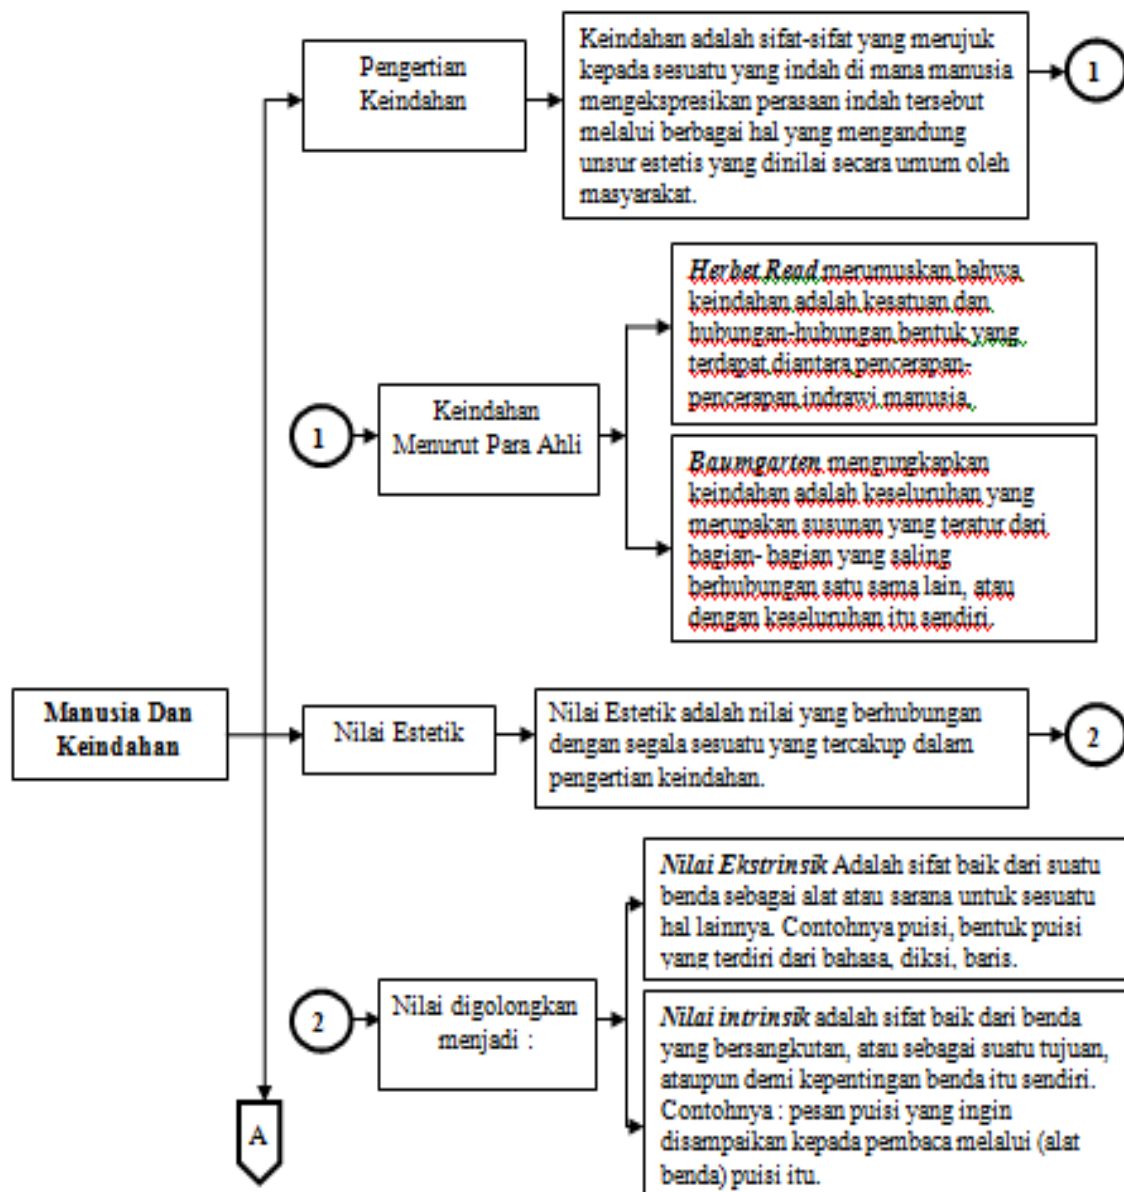 Pengertian
Keindahan
Keindahan adalah sifat-sifat yang merujuk
kepada sesuatu yang indah di mana manusia
mengekspresikan perasaan indah tersebut
melalui berbagai hal yang mengandung
unsur estetis yang dinilai secara umum oleh
masyarakat.
1
1
Keindahan
Menurut Para Ahli
Herbet Read merumuskan bahwa
keindahan adalah kesatuan dan
hubungan-hubungan bentuk yang
terdapat diantara pencerapan-
pencerapan indrawi manusia.
Baumgarten mengungkapkan
keindahan adalah keseluruhan yang
merupakan susunan yang teratur dari
bagian- bagian yang saling
berhubungan satu sama lain, atau
dengan keseluruhan itu sendiri.
Manusia Dan
Keindahan
Nilai Estetik
Nilai Estetik adalah nilai yang berhubungan
dengan segala sesuatu yang tercakup dalam
pengertian keindahan.
2
2
Nilai digolongkan
menjadi :
Nilai Ekstrinsik Adalah sifat baik dari suatu
benda sebagai alat atau sarana untuk sesuatu
hal lainnya. Contohnya puisi, bentuk puisi
yang terdiri dari bahasa, diksi, baris.
Nilai intrinsik adalah sifat baik dari benda
yang bersangkutan, atau sebagai suatu tujuan,
ataupun demi kepentingan benda itu sendiri.
Contohnya : pesan puisi yang ingin
disampaikan kepada pembaca melalui (alat
benda) puisi itu.
A